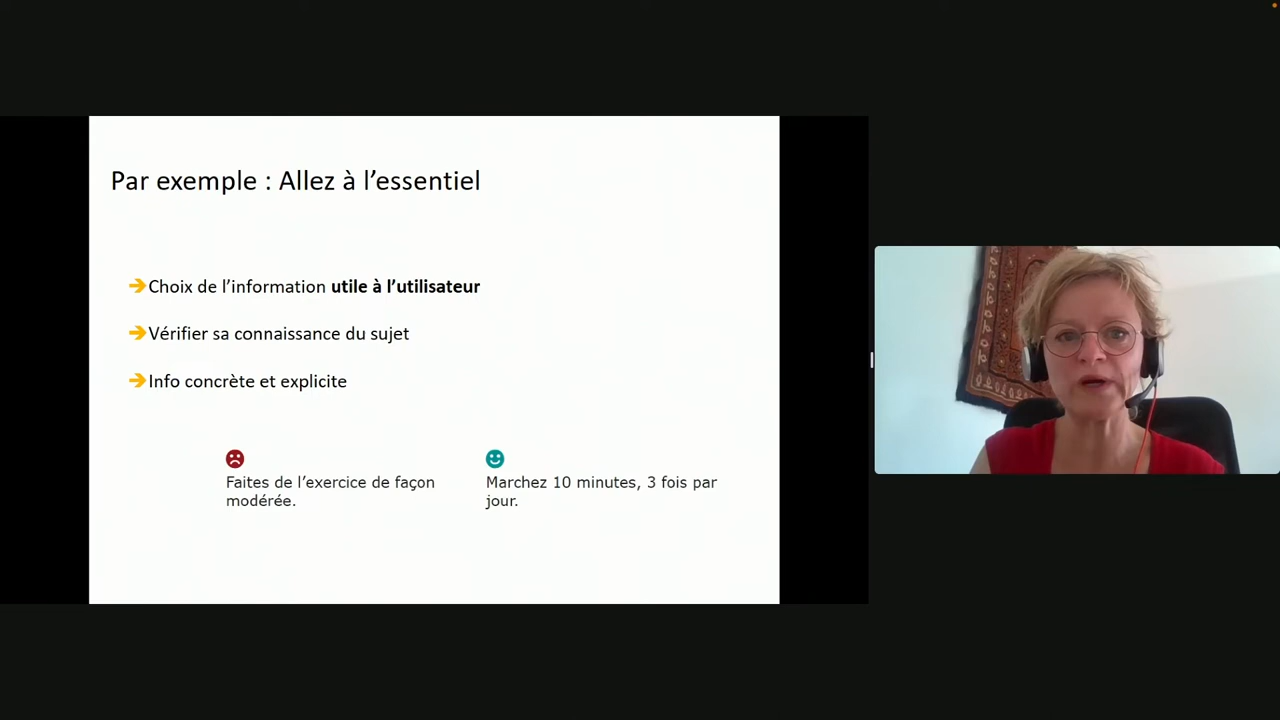 Par exemple : Allez à l’essentiel
Choix de l’information utile à l’utilisateur
Vérifier sa connaissance du sujet
Info concrète et explicite
Faites de l’exercice de façon
modérée.
Marchez 10 minutes, 3 fois par
jour.